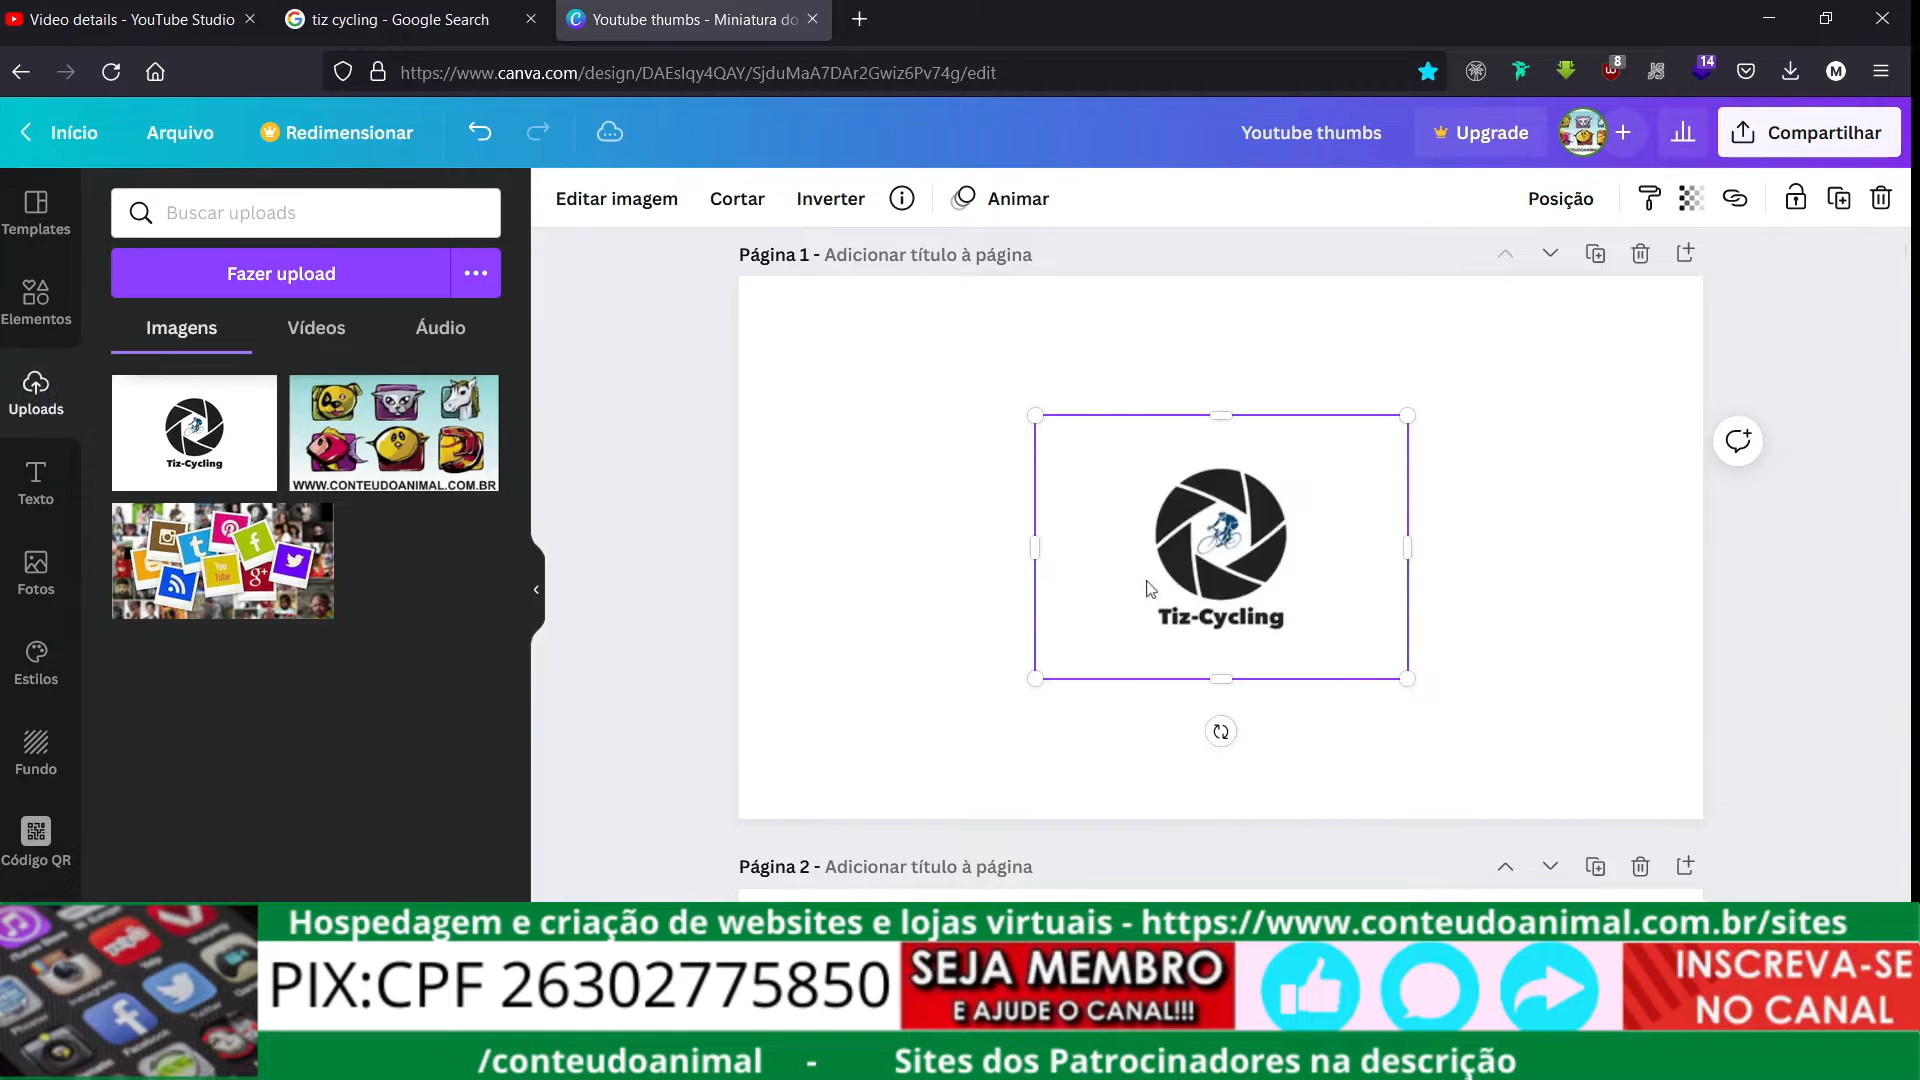 Video details - YouTube Studio
tiz cycling - Google Search
Youtube thumbs - Miniatura do
https://www.canva.com/design/DAEsIqy4QAY/SjduMaA7DAr2Gwiz6Pv74g/edit
8
14
M
Início
Arquivo
Redimensionar
Youtube thumbs
Upgrade
Compartilhar
Templates
Elementos
Uploads
Texto
Fotos
Estilos
Fundo
Código QR
Buscar uploads
Fazer upload
Imagens
Vídeos
Áudio
Tiz-Cycling
WWW.CONTEUDOANIMAL.COM.BR
You
Tube
Editar imagem
Cortar
Inverter
Animar
Posição
Página 1 - Adicionar título à página
Tiz-Cycling
Página 2 - Adicionar título à página
Hospedagem e criação de websites e lojas virtuais - https://www.conteudoanimal.com.br/sites
PIX:CPF 26302775850
SEJA MEMBRO
E AJUDE O CANAL!!!
INSCREVA-SE
NO CANAL
/conteudoanimal - Sites dos Patrocinadores na descrição